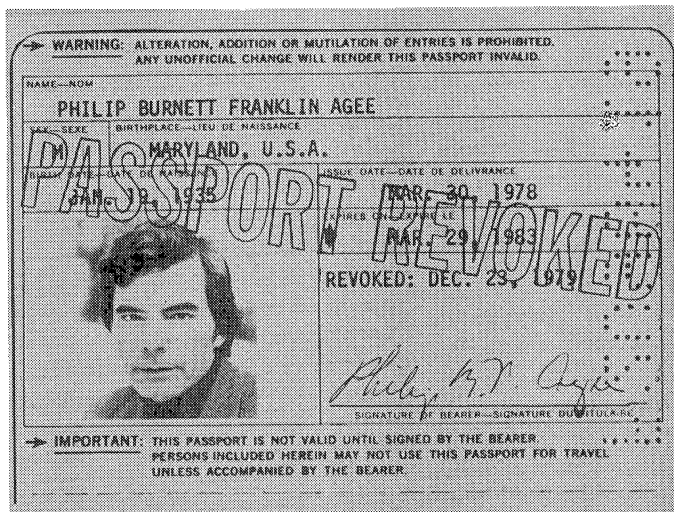 WARNING: ALTERATION, ADDITION OR MUTILATION OF ENTRIES IS PROHIBITED.
ANY UNOFFICIAL CHANGE WILL RENDER THIS PASSPORT INVALID.
NAME—NOM
PHILIP BURNETT FRANKLIN AGEE
SEX—SEXE BIRTHPLACE—LIEU DE NAISSANCE
M MARYLAND, U.S.A.
BIRTH DATE—DATE DE NAISSANCE ISSUE DATE—DATE DE DELIVRANCE
JAN. 19, 1935 MAR. 30, 1978
EXPIRES ON—EXPIRE LE
MAR. 29, 1983
PASSPORT REVOKED
REVOKED: DEC. 23, 1979
Philip B.F. Agee
SIGNATURE OF BEARER—SIGNATURE DU TITULAIRE
IMPORTANT: THIS PASSPORT IS NOT VALID UNTIL SIGNED BY THE BEARER.
PERSONS INCLUDED HEREIN MAY NOT USE THIS PASSPORT FOR TRAVEL
UNLESS ACCOMPANIED BY THE BEARER.